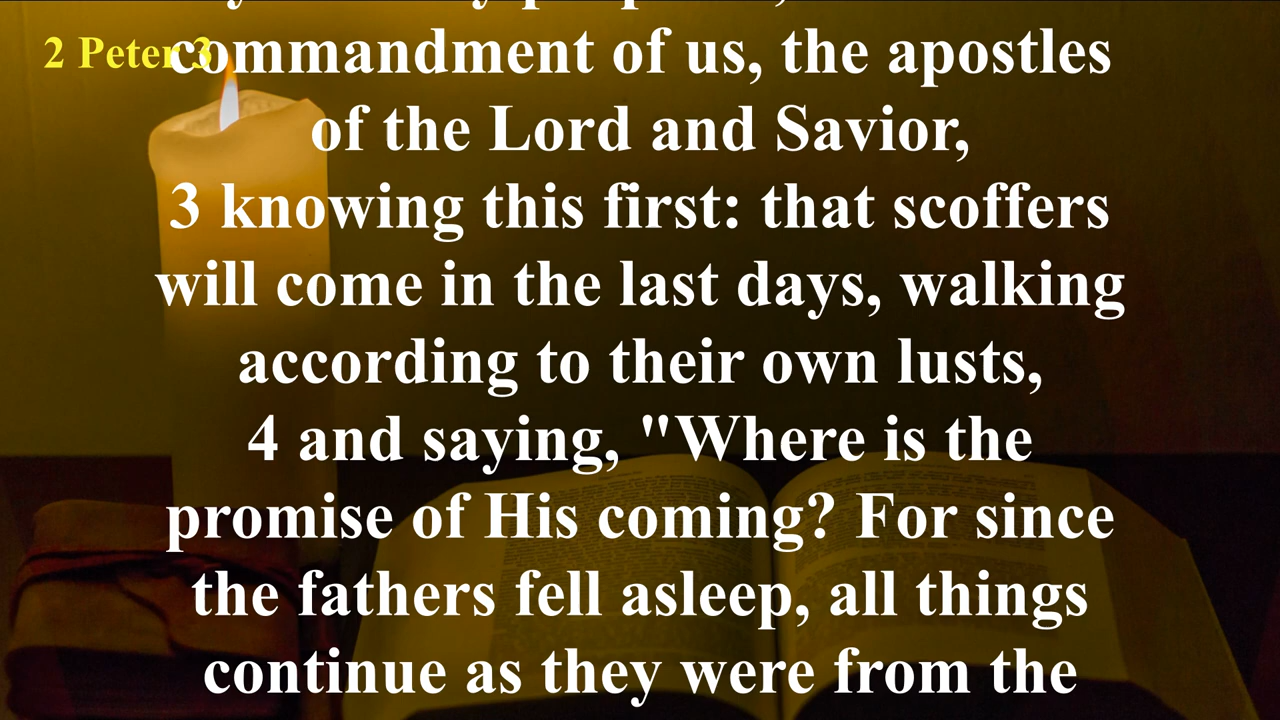 2 Peter 3
commandment of us, the apostles
of the Lord and Savior,
3 knowing this first: that scoffers
will come in the last days, walking
according to their own lusts,
4 and saying, "Where is the
promise of His coming? For since
the fathers fell asleep, all things
continue as they were from the